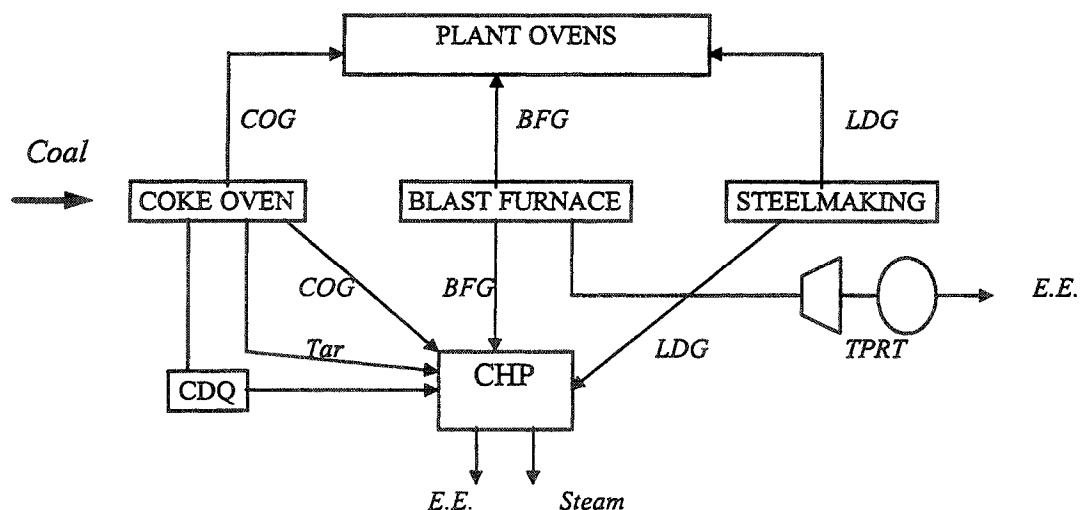 PLANT OVENS
COG
BFG
LDG
Coal
COKE OVEN
BLAST FURNACE
STEELMAKING
COG
BFG
E.E.
Tar
LDG
TPRT
CHP
CDQ
E.E.
Steam